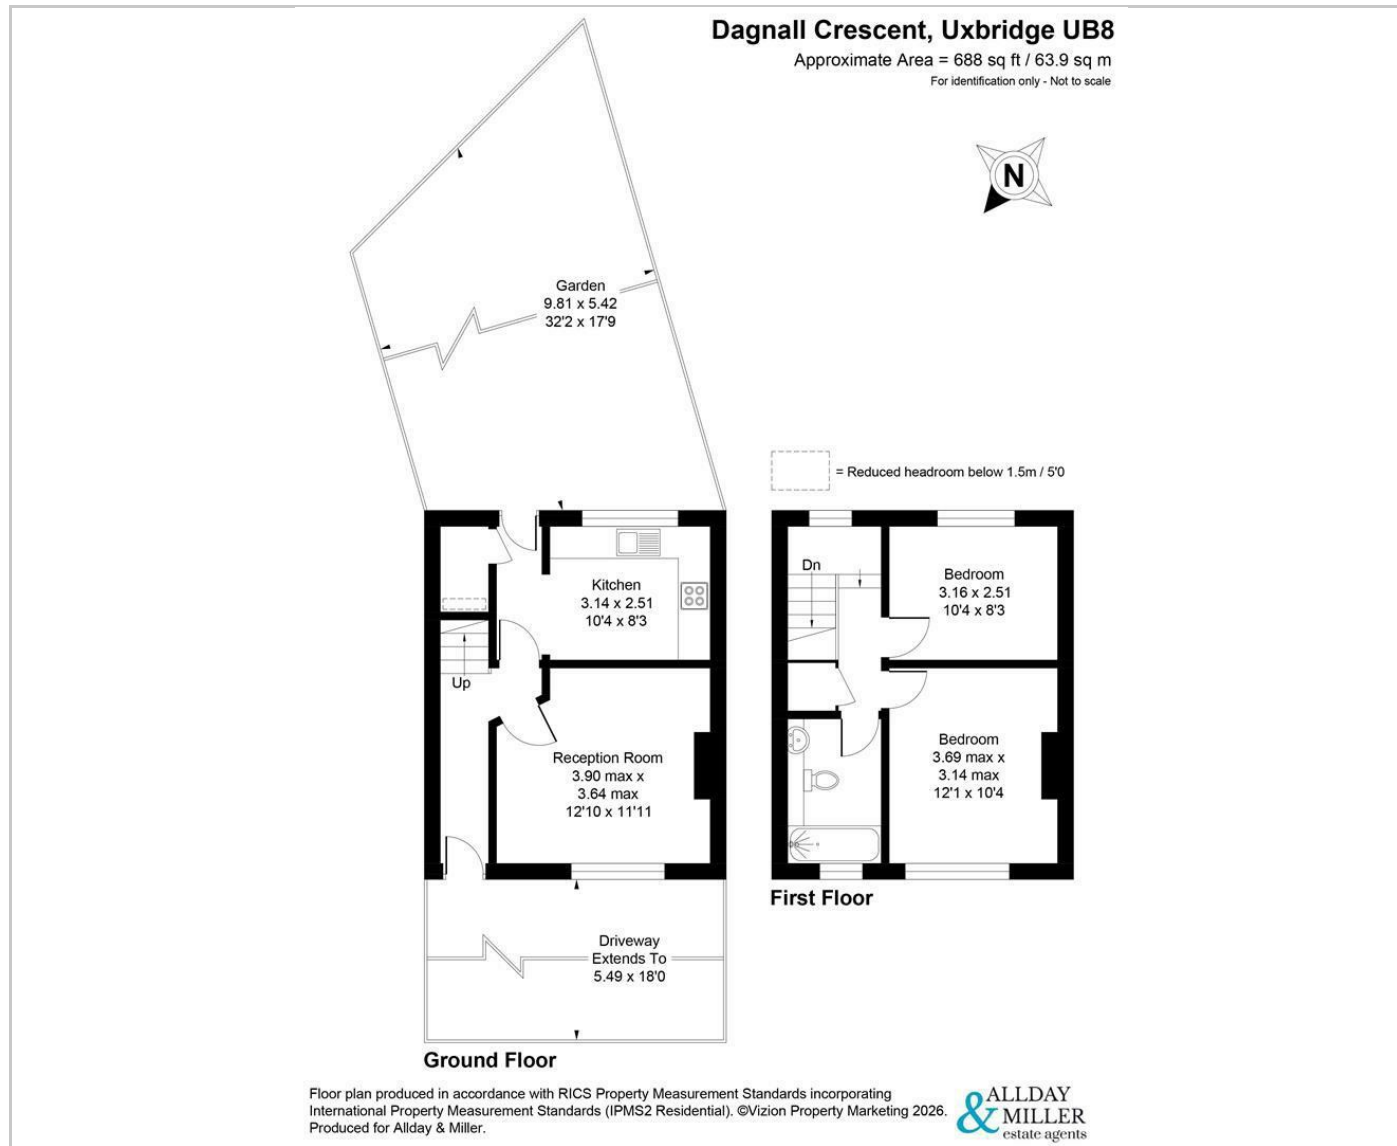 Dagnall Crescent, Uxbridge UB8
Approximate Area = 688 sq ft / 63.9 sq m
For identification only - Not to scale
N
Garden
9.81 x 5.42
32'2 x 17'9
= Reduced headroom below 1.5m / 5'0
Kitchen
3.14 x 2.51
10'4 x 8'3
Up
Reception Room
3.90 max x
3.64 max
12'10 x 11'11
Driveway
Extends To
5.49 x 18'0
Ground Floor
Dn
Bedroom
3.16 x 2.51
10'4 x 8'3
Bedroom
3.69 max x
3.14 max
12'1 x 10'4
First Floor
Floor plan produced in accordance with RICS Property Measurement Standards incorporating
International Property Measurement Standards (IPMS2 Residential). ©Vizion Property Marketing 2026.
Produced for Allday & Miller.
ALLDAY
& MILLER
estate agents